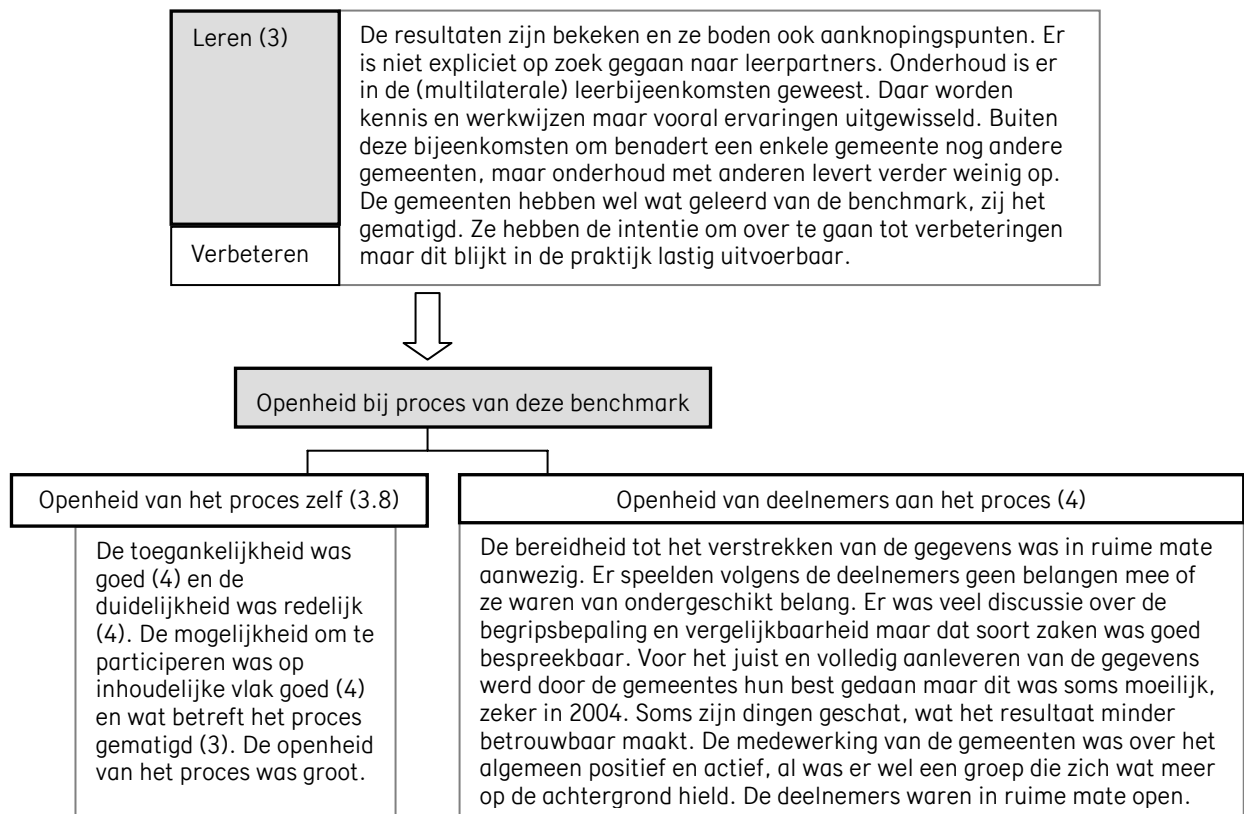 Leren (3)
De resultaten zijn bekeken en ze boden ook aanknopingspunten. Er
is niet expliciet op zoek gegaan naar leerpartners. Onderhoud is er
in de (multilaterale) leerbijeenkomsten geweest. Daar worden
kennis en werkwijzen maar vooral ervaringen uitgewisseld. Buiten
deze bijeenkomsten om benadert een enkele gemeente nog andere
gemeenten, maar onderhoud met anderen levert verder weinig op.
De gemeenten hebben wel wat geleerd van de benchmark, zij het
gematigd. Ze hebben de intentie om over te gaan tot verbeteringen
maar dit blijkt in de praktijk lastig uitvoerbaar.
Verbeteren
Openheid bij proces van deze benchmark
Openheid van het proces zelf (3.8)
De toegankelijkheid was
goed (4) en de
duidelijkheid was redelijk
(4). De mogelijkheid om te
participeren was op
inhoudelijke vlak goed (4)
en wat betreft het proces
gematigd (3). De openheid
van het proces was groot.
Openheid van deelnemers aan het proces (4)
De bereidheid tot het verstrekken van de gegevens was in ruime mate
aanwezig. Er speelden volgens de deelnemers geen belangen mee of
ze waren van ondergeschikt belang. Er was veel discussie over de
begripsbepaling en vergelijkbaarheid maar dat soort zaken was goed
bespreekbaar. Voor het juist en volledig aanleveren van de gegevens
werd door de gemeentes hun best gedaan maar dit was soms moeilijk,
zeker in 2004. Soms zijn dingen geschat, wat het resultaat minder
betrouwbaar maakt. De medewerking van de gemeenten was over het
algemeen positief en actief, al was er wel een groep die zich wat meer
op de achtergrond hield. De deelnemers waren in ruime mate open.